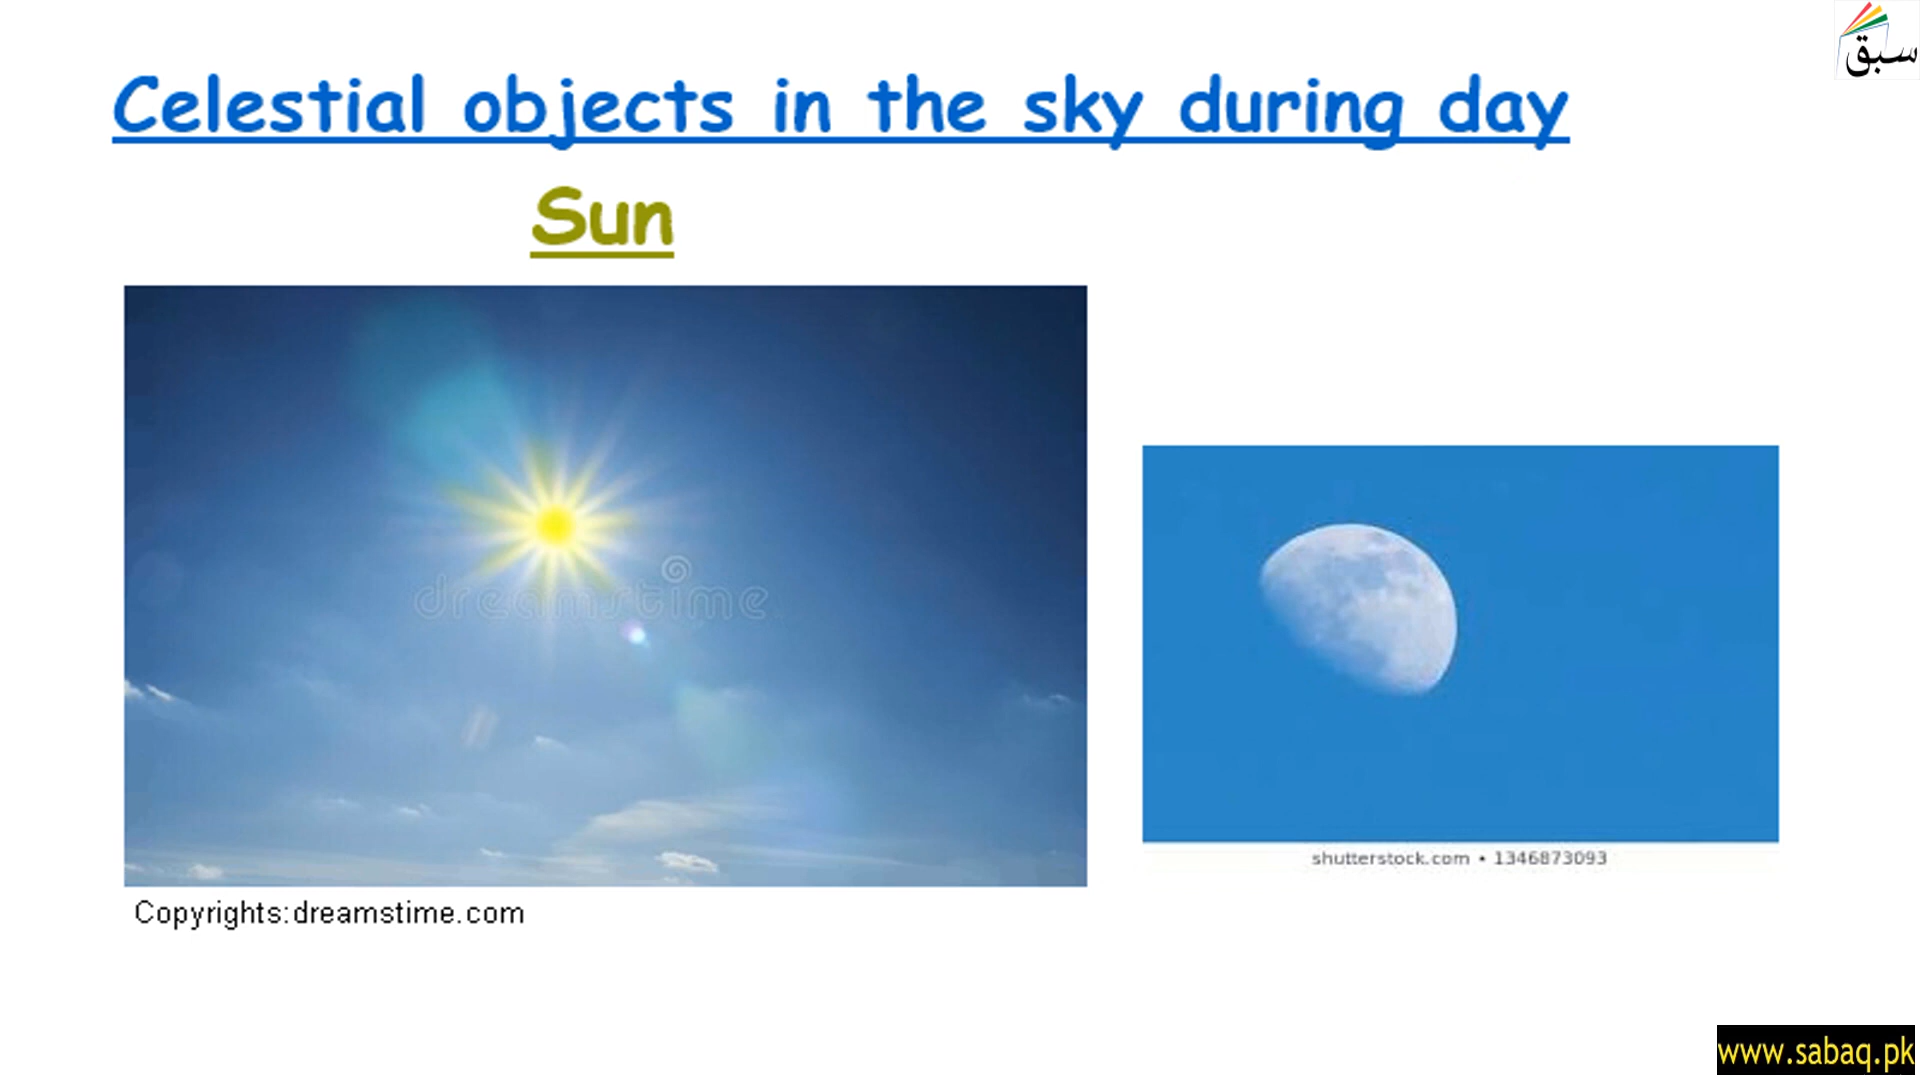 سبق
Celestial objects in the sky during day
Sun
dreamstime
shutterstock.com • 1346873093
Copyrights:dreamstime.com
www.sabaq.pk